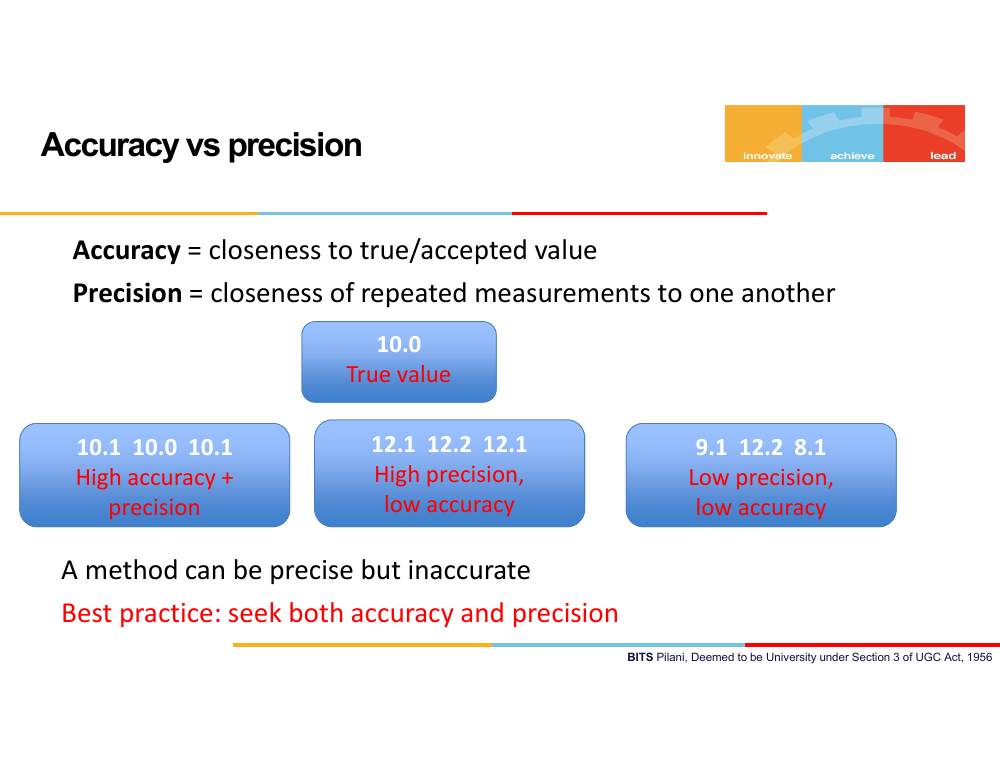 Accuracy vs precision
innovate achieve lead
Accuracy = closeness to true/accepted value
Precision = closeness of repeated measurements to one another
10.0
True value
10.1 10.0 10.1
High accuracy +
precision
12.1 12.2 12.1
High precision,
low accuracy
9.1 12.2 8.1
Low precision,
low accuracy
A method can be precise but inaccurate
Best practice: seek both accuracy and precision
BITS Pilani, Deemed to be University under Section 3 of UGC Act, 1956